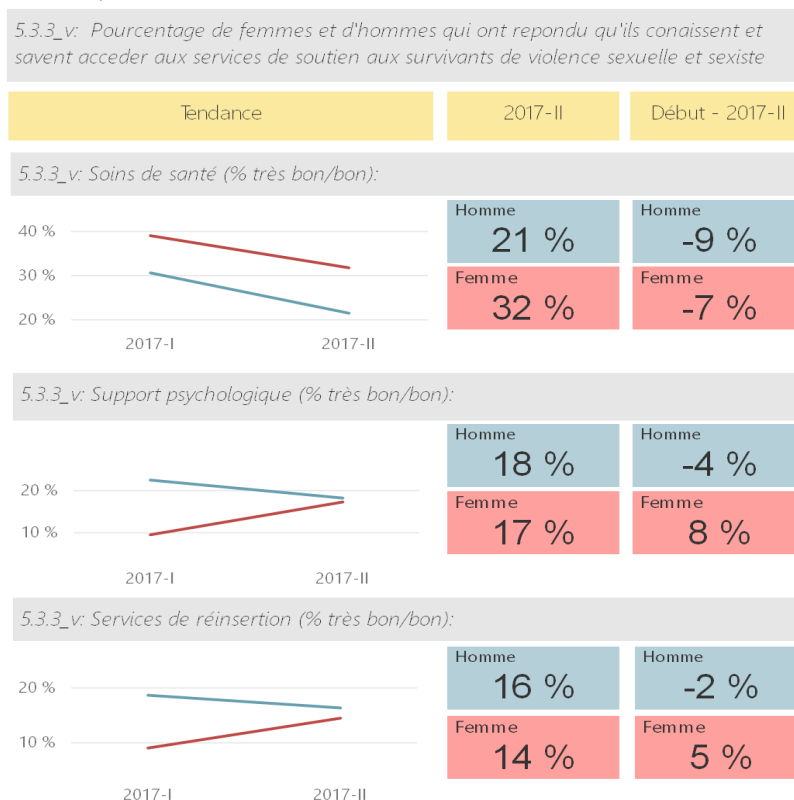 5.3.3_v: Pourcentage de femmes et d'hommes qui ont repondu qu'ils conaissent et
savent acceder aux services de soutien aux survivants de violence sexuelle et sexiste
Tendance
2017-II
Début - 2017-II
5.3.3_v: Soins de santé (% très bon/bon):
40 %
30 %
20 %
2017-I
2017-II
Homme
21 %
Homme
-9 %
Femme
32 %
Femme
-7 %
5.3.3_v: Support psychologique (% très bon/bon):
20 %
10 %
2017-I
2017-II
Homme
18 %
Homme
-4 %
Femme
17 %
Femme
8 %
5.3.3_v: Services de réinsertion (% très bon/bon):
20 %
10 %
2017-I
2017-II
Homme
16 %
Homme
-2 %
Femme
14 %
Femme
5 %